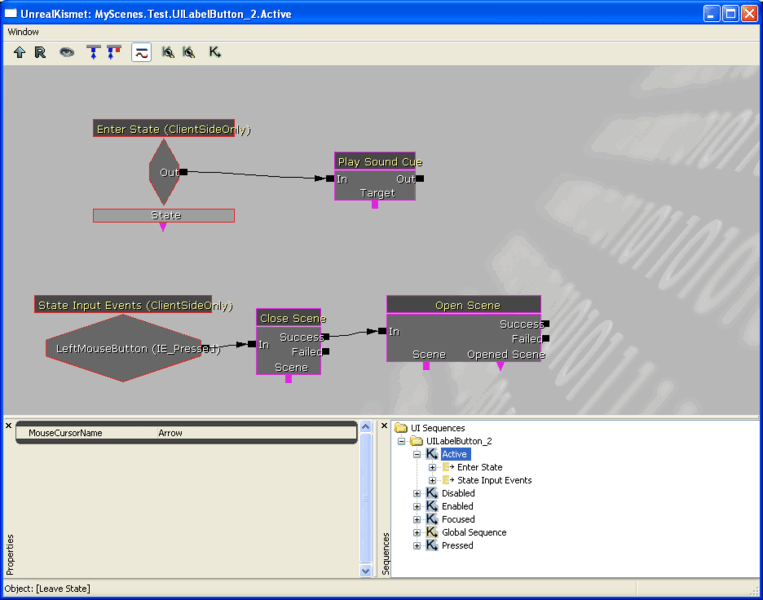 UnrealKismet: MyScenes.Test.UILabelButton_2.Active
Window
Enter State (ClientSideOnly)
Out
State
Play Sound Cue
In Out
Target
State Input Events (ClientSideOnly)
LeftMouseButton (IE_Pressed)
Close Scene
In
Success
Failed
Scene
Open Scene
In
Success
Failed
Scene Opened Scene
MouseCursorName Arrow
Properties
Sequences
UI Sequences
UILabelButton_2
Active
Enter State
State Input Events
Disabled
Enabled
Focused
Global Sequence
Pressed
Object: [Leave State]